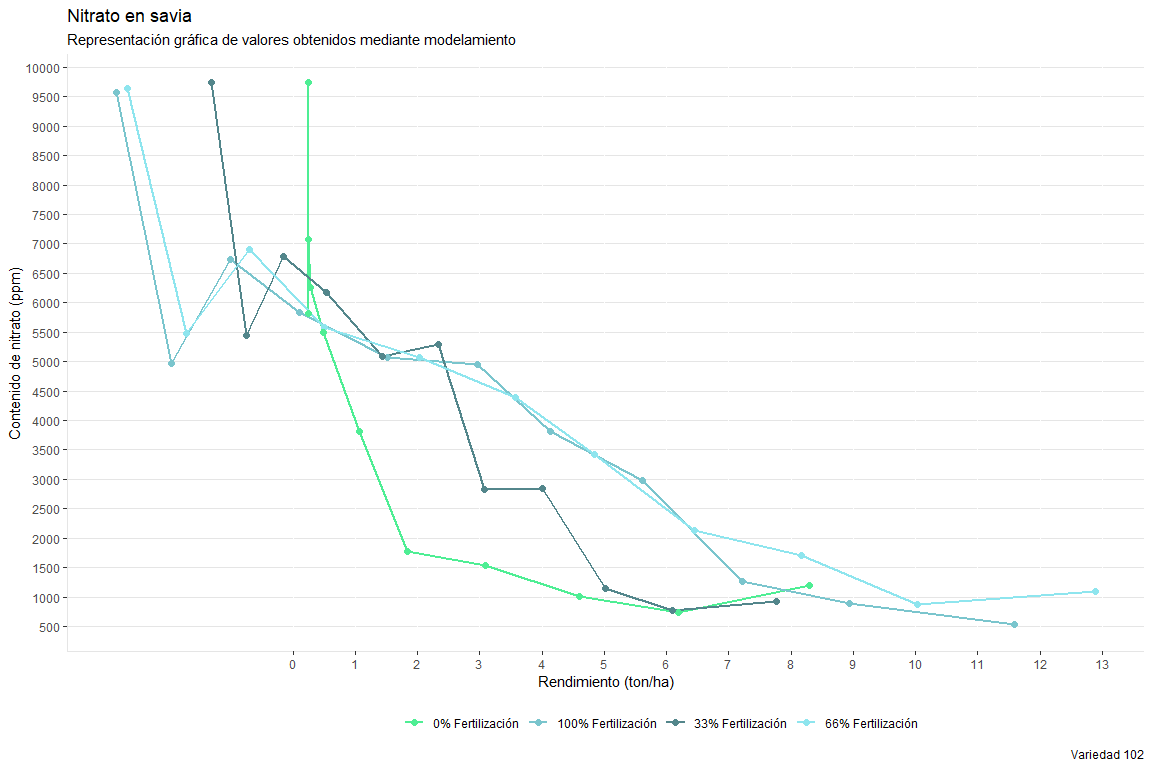 Nitrato en savia
Representación gráfica de valores obtenidos mediante modelamiento
Contenido de nitrato (ppm)
10000
9500
9000
8500
8000
7500
7000
6500
6000
5500
5000
4500
4000
3500
3000
2500
2000
1500
1000
500
0 1 2 3 4 5 6 7 8 9 10 11 12 13
Rendimiento (ton/ha)
0% Fertilización 100% Fertilización 33% Fertilización 66% Fertilización
Variedad 102